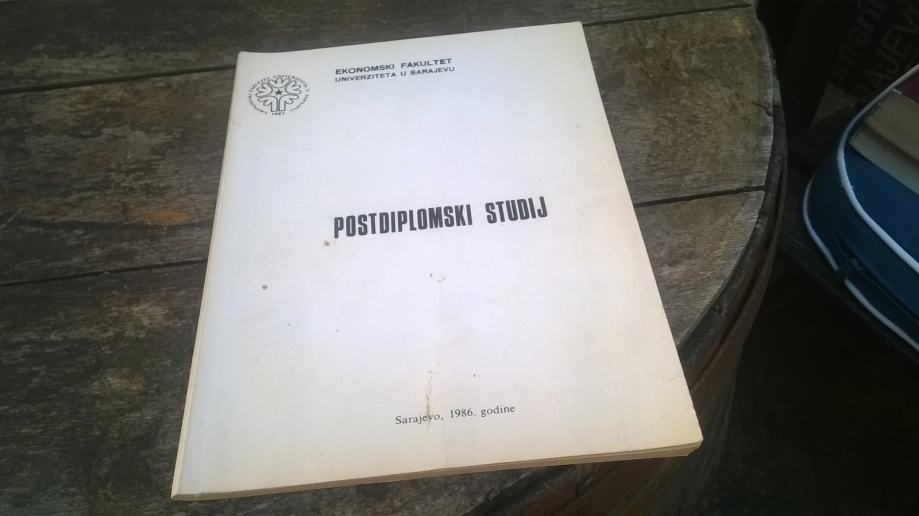 EKONOMSKI FAKULTET
UNIVERZITETA U SARAJEVU
POSTDIPLOMSKI STUDIJ
Sarajevo, 1986. godine